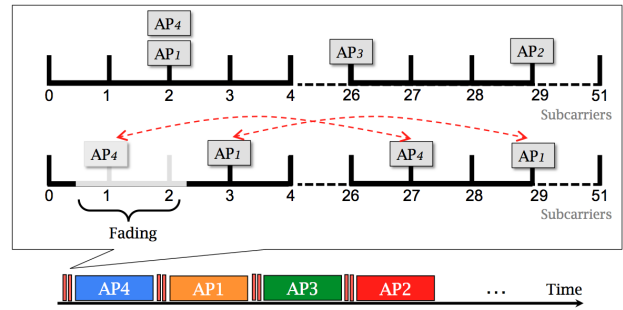 AP4
AP1 AP3 AP2
0 1 2 3 4 26 27 28 29 51
Subcarriers
AP4 AP1 AP4 AP1
0 1 2 3 4 26 27 28 29 51
Subcarriers
Fading
AP4 AP1 AP3 AP2 ... Time